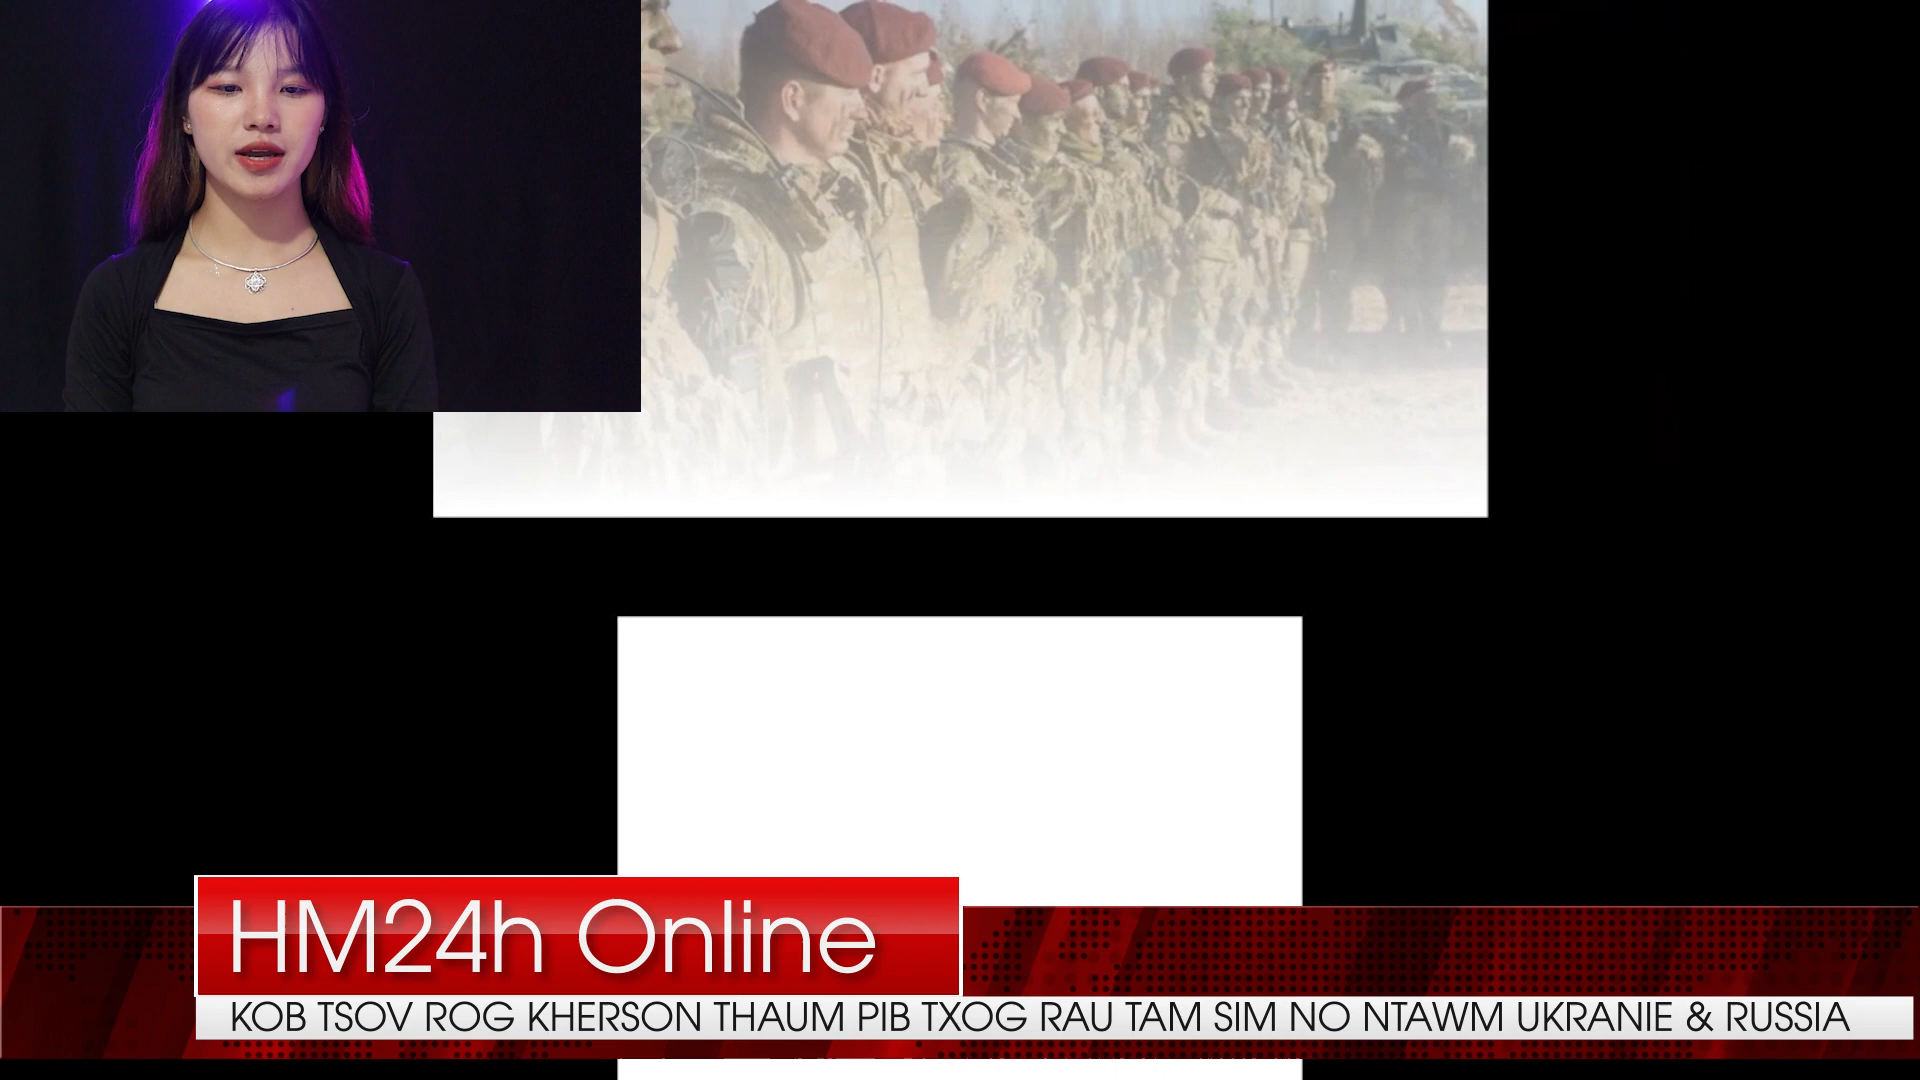 HM24h Online
KOB TSOV ROG KHERSON THAUM PIB TXOG RAU TAM SIM NO NTAWM UKRANIE & RUSSIA